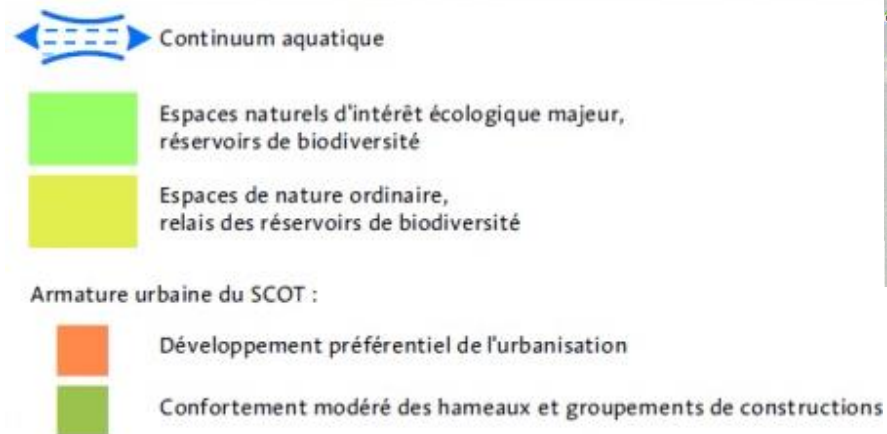 Continuum aquatique
Espaces naturels d'intérêt écologique majeur,
réservoirs de biodiversité
Espaces de nature ordinaire,
relais des réservoirs de biodiversité
Armature urbaine du SCOT :
Développement préférentiel de l'urbanisation
Confortement modéré des hameaux et groupements de constructions